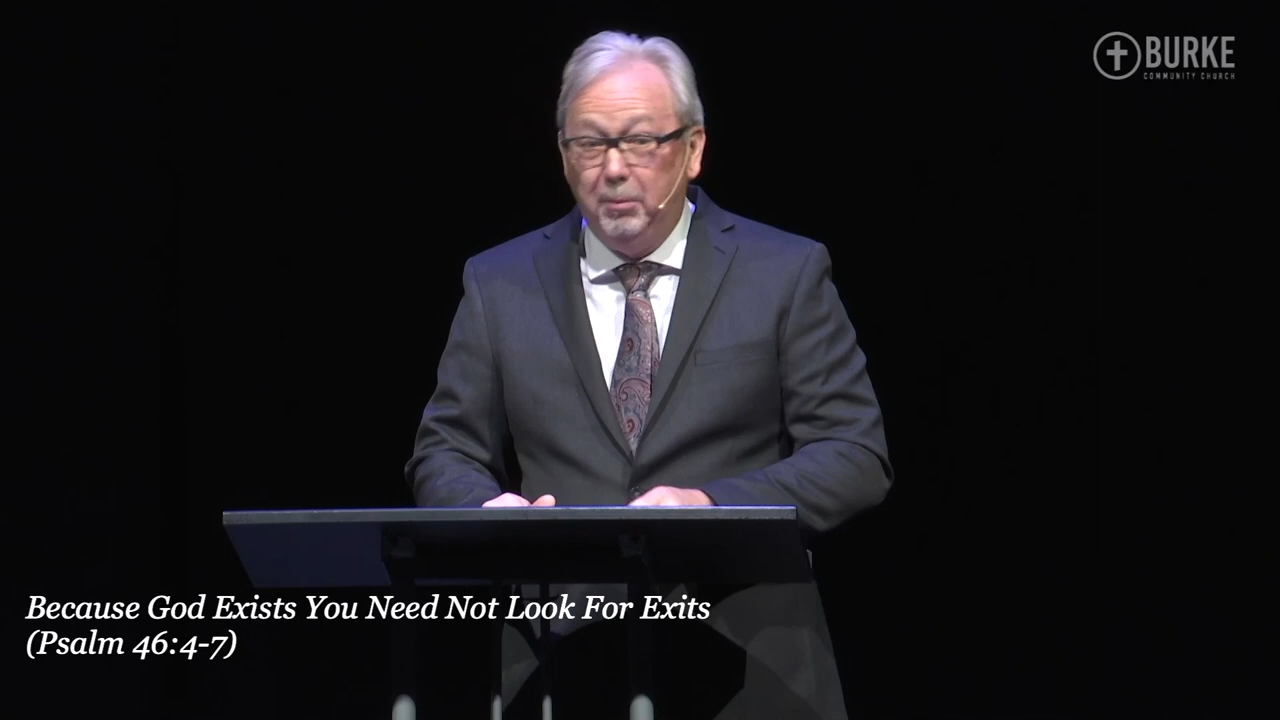 BURKE
COMMUNITY CHURCH
Because God Exists You Need Not Look For Exits
(Psalm 46:4-7)